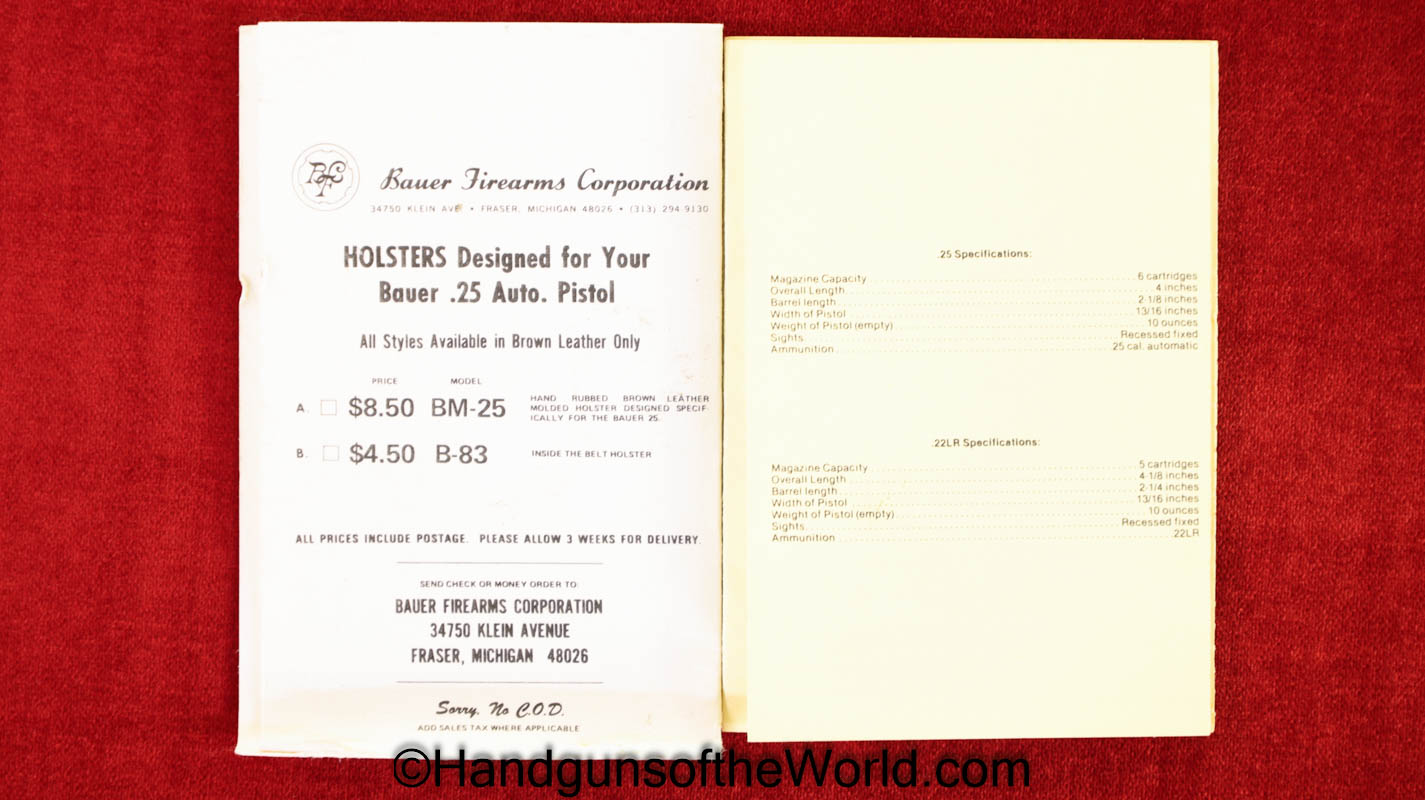 BFC
Bauer Firearms Corporation
34750 KLEIN AVE • FRASER, MICHIGAN 48026 • (313) 294-9130
HOLSTERS Designed for Your
Bauer .25 Auto. Pistol
All Styles Available in Brown Leather Only
PRICE MODEL
A. $8.50 BM-25 HAND RUBBED BROWN LEATHER
MOLDED HOLSTER DESIGNED SPECIF-
ICALLY FOR THE BAUER 25.
B. $4.50 B-83 INSIDE THE BELT HOLSTER
ALL PRICES INCLUDE POSTAGE. PLEASE ALLOW 3 WEEKS FOR DELIVERY.
SEND CHECK OR MONEY ORDER TO:
BAUER FIREARMS CORPORATION
34750 KLEIN AVENUE
FRASER, MICHIGAN 48026
Sorry, No C.O.D.
ADD SALES TAX WHERE APPLICABLE
.25 Specifications:
Magazine Capacity 6 cartridges
Overall Length 4 inches
Barrel length 2-1/8 inches
Width of Pistol 13/16 inches
Weight of Pistol (empty) 10 ounces
Sights Recessed fixed
Ammunition 25 cal. automatic
.22LR Specifications:
Magazine Capacity 5 cartridges
Overall Length 4-1/8 inches
Barrel length 2-1/4 inches
Width of Pistol 13/16 inches
Weight of Pistol (empty) 10 ounces
Sights Recessed fixed
Ammunition .22LR
©HandgunsoftheWorld.com